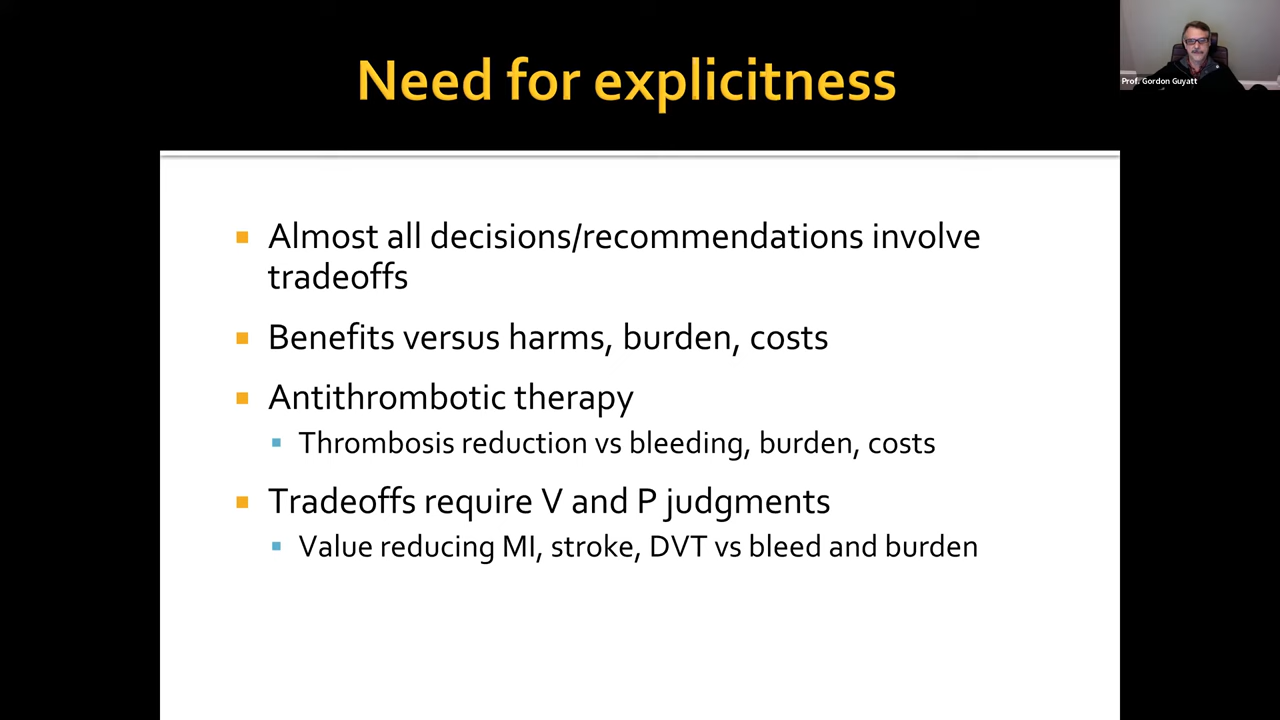 Need for explicitness
Prof. Gordon Guyatt
Almost all decisions/recommendations involve
tradeoffs
Benefits versus harms, burden, costs
Antithrombotic therapy
Thrombosis reduction vs bleeding, burden, costs
Tradeoffs require V and P judgments
Value reducing MI, stroke, DVT vs bleed and burden